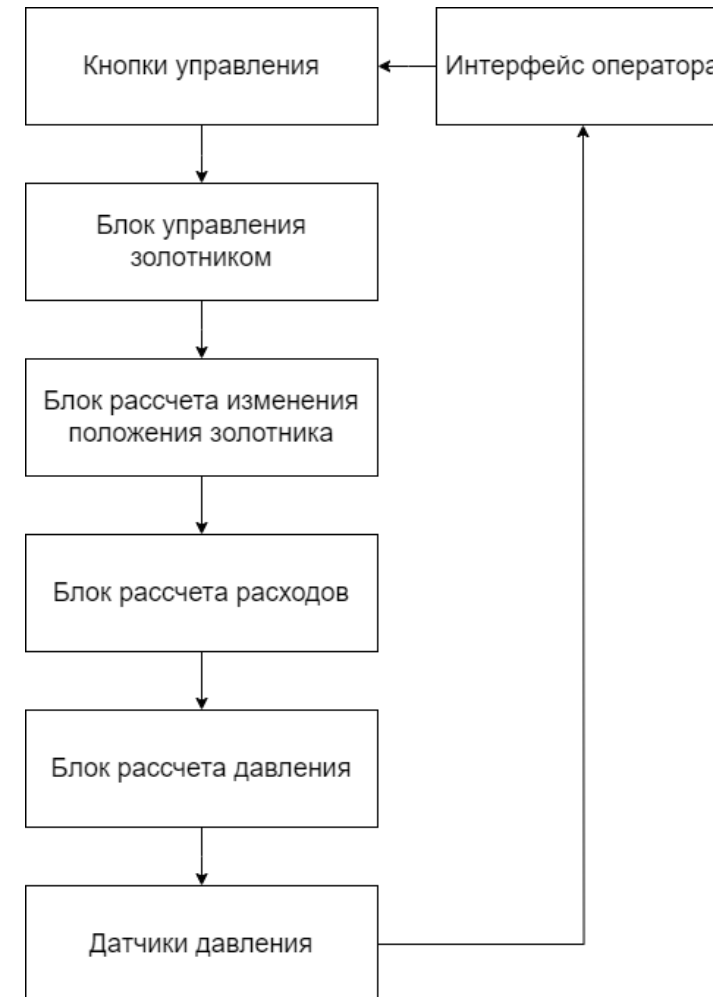 Кнопки управления
Интерфейс оператора
Блок управления
золотником
Блок рассчета изменения
положения золотника
Блок рассчета расходов
Блок рассчета давления
Датчики давления